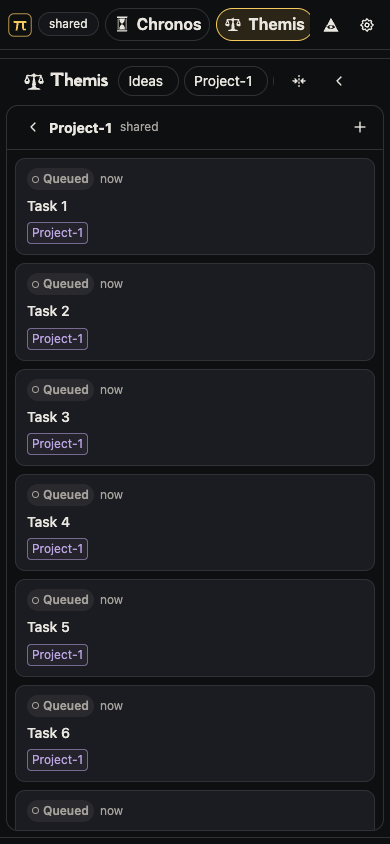 π shared Chronos Themis
Themis Ideas Project-1
Project-1 shared
Queued now
Task 1
Project-1
Queued now
Task 2
Project-1
Queued now
Task 3
Project-1
Queued now
Task 4
Project-1
Queued now
Task 5
Project-1
Queued now
Task 6
Project-1
Queued now